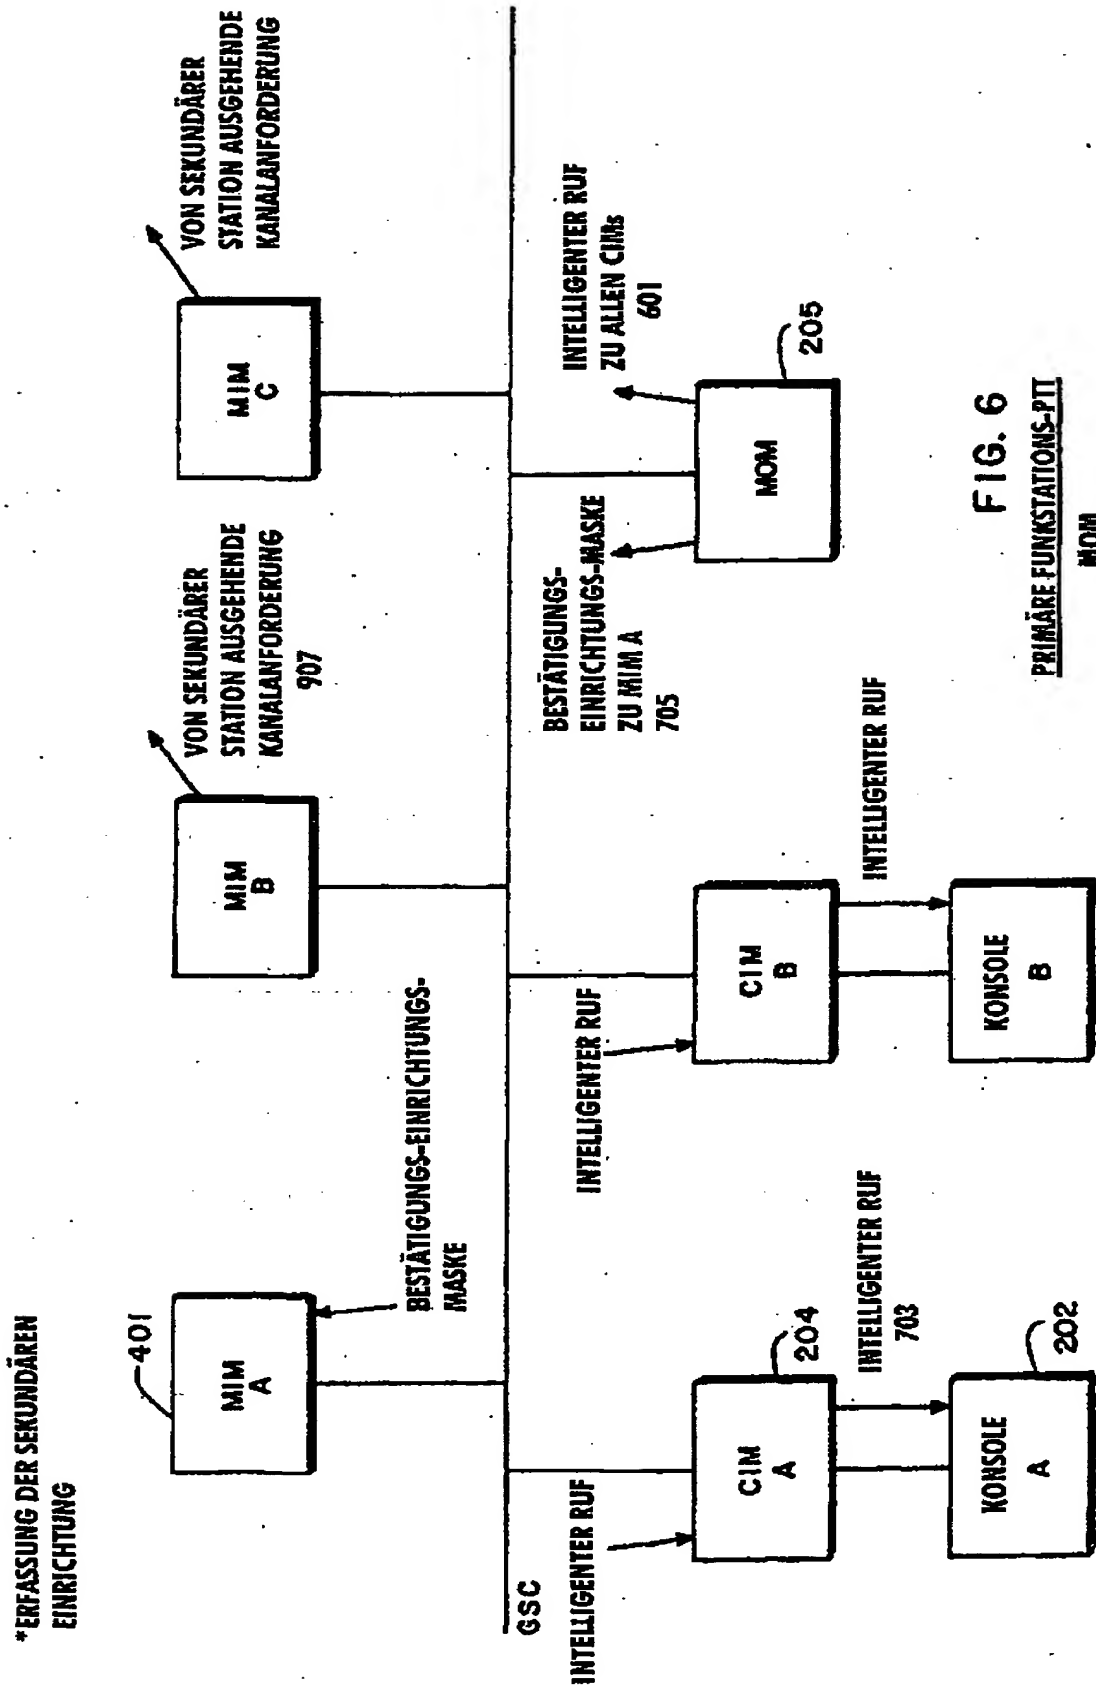 *ERFASSUNG DER SEKUNDÄREN
EINRICHTUNG
401
MIM
A
BESTÄTIGUNGS-EINRICHTUNGS-
MASKE
MIM
B
VON SEKUNDÄRER
STATION AUSGEHENDE
KANALANFORDERUNG
907
MIM
C
VON SEKUNDÄRER
STATION AUSGEHENDE
KANALANFORDERUNG
GSC
INTELLIGENTER RUF
CIM
A
204
INTELLIGENTER RUF
703
KONSOLE
A
202
INTELLIGENTER RUF
CIM
B
INTELLIGENTER RUF
KONSOLE
B
BESTÄTIGUNGS-
EINRICHTUNGS-MASKE
ZU MIM A
705
MOM
205
INTELLIGENTER RUF
ZU ALLEN CIMs
601
FIG. 6
PRIMÄRE FUNKSTATIONS-PTT
MOM